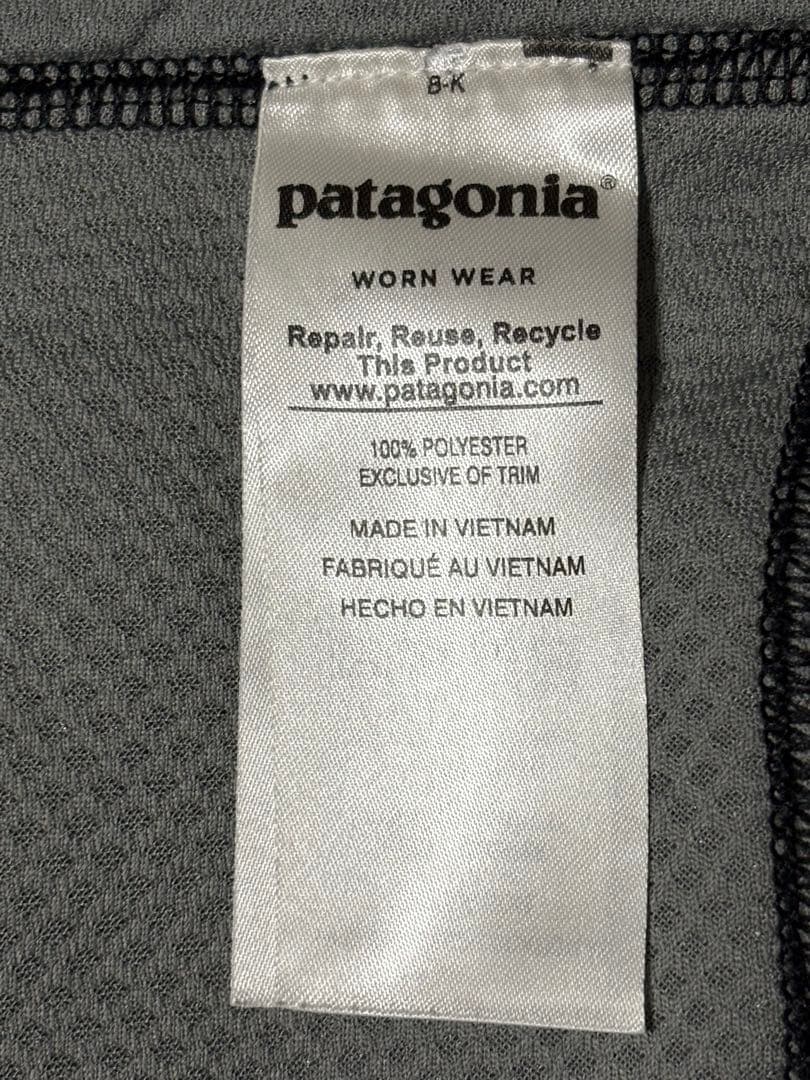 B-K
patagonia®
WORN WEAR
Repair, Reuse, Recycle
This Product
www.patagonia.com
100% POLYESTER
EXCLUSIVE OF TRIM
MADE IN VIETNAM
FABRIQUÉ AU VIETNAM
HECHO EN VIETNAM